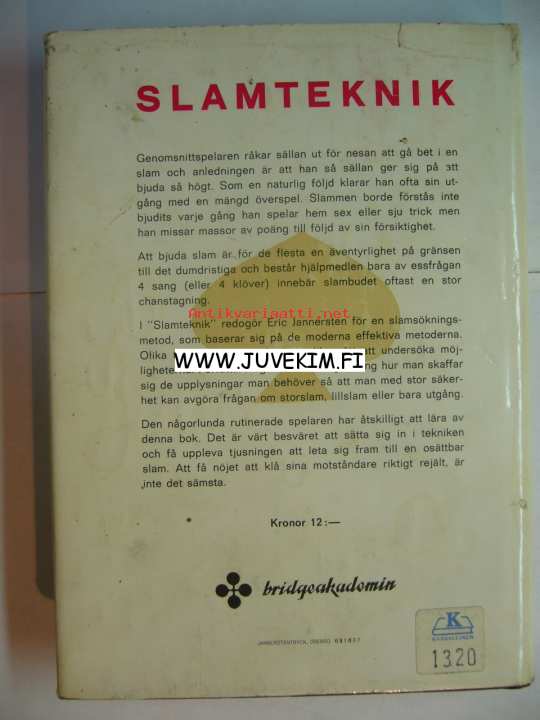 SLAMTEKNIK
Genomsnittspelaren råkar sällan ut för nesan att gå bet i en
slam och anledningen är att han så sällan ger sig på att
bjuda så högt. Som en naturlig följd klarar han ofta sin ut-
gång med en mängd överspel. Slammen borde förstås inte
bjudits varje gång han spelar hem sex eller sju trick men
han missar massor av poäng till följd av sin försiktighet.
Att bjuda slam är för de flesta en äventyrlighet på gränsen
till det dumdristiga och består hjälpmedlen bara av essfrågan
4 sang (eller 4 klöver) innebär slambudet oftast en stor
chanstagning.
Antikvariaatti.net
I "Slamteknik" redogör Eric Jannersten för en slamsöknings-
metod, som baserar sig på de moderna effektiva metoderna.
Olika
WWW.JUVEKIM.FI
att undersöka möj-
ligheterna
hur man skaffar
sig de upplysningar man behöver så att man med stor säker-
het kan avgöra frågan om storslam, lillslam eller bara utgång.
Den någorlunda rutinerade spelaren har åtskilligt att lära av
denna bok. Det är värt besväret att sätta sig in i tekniken
och få uppleva tjusningen att leta sig fram till en osättbar
slam. Att få nöjet att klå sina motståndare riktigt rejält, är
inte det sämsta.
Kronor 12:—
bridgeakademin
K
1320